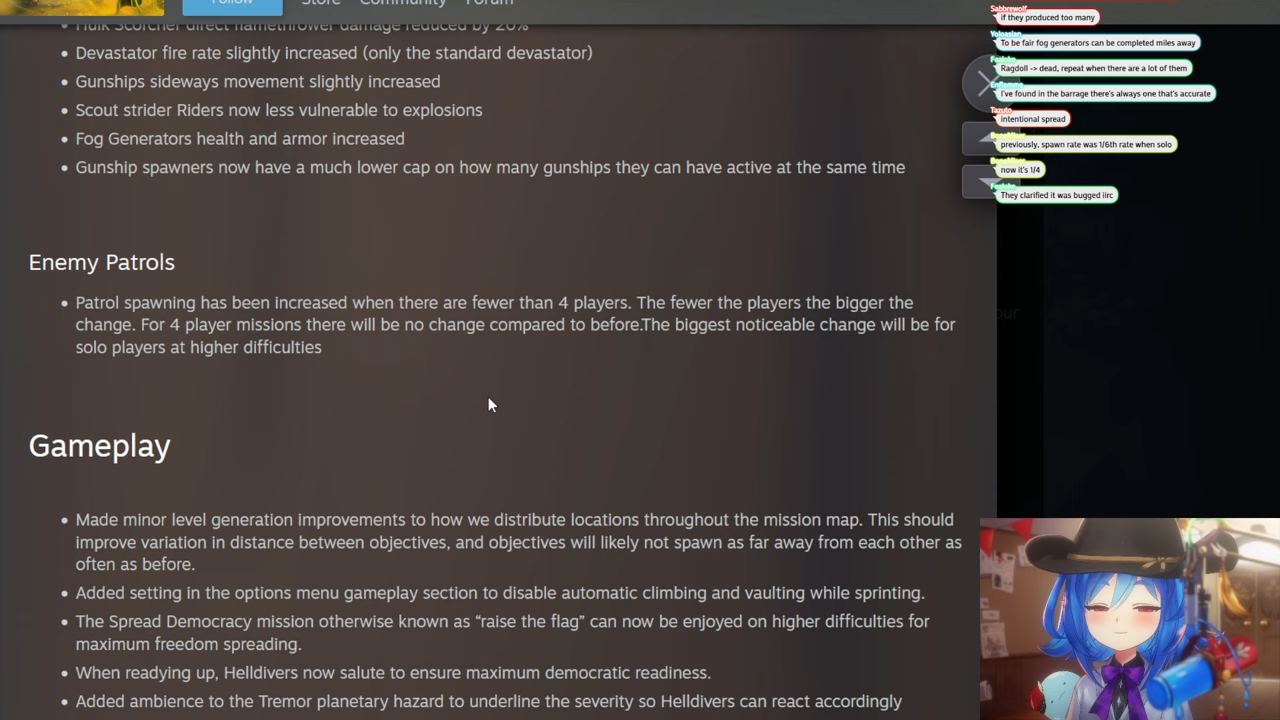 Follow
Store
Community
Forum
Hulk Scorcher direct flamethrower damage reduced by 20%
Devastator fire rate slightly increased (only the standard devastator)
Gunships sideways movement slightly increased
Scout strider Riders now less vulnerable to explosions
Fog Generators health and armor increased
Gunship spawners now have a much lower cap on how many gunships they can have active at the same time
Enemy Patrols
Patrol spawning has been increased when there are fewer than 4 players. The fewer the players the bigger the
change. For 4 player missions there will be no change compared to before.The biggest noticeable change will be for
solo players at higher difficulties
Gameplay
Made minor level generation improvements to how we distribute locations throughout the mission map. This should
improve variation in distance between objectives, and objectives will likely not spawn as far away from each other as
often as before.
Added setting in the options menu gameplay section to disable automatic climbing and vaulting while sprinting.
The Spread Democracy mission otherwise known as “raise the flag” can now be enjoyed on higher difficulties for
maximum freedom spreading.
When readying up, Helldivers now salute to ensure maximum democratic readiness.
Added ambience to the Tremor planetary hazard to underline the severity so Helldivers can react accordingly
Sabbrewolf
if they produced too many
To be fair fog generators can be completed miles away
Ragdoll -> dead, repeat when there are a lot of them
I've found in the barrage there's always one that's accurate
Tazuto
intentional spread
previously, spawn rate was 1/6th rate when solo
now it's 1/4
They clarified it was bugged iirc
our